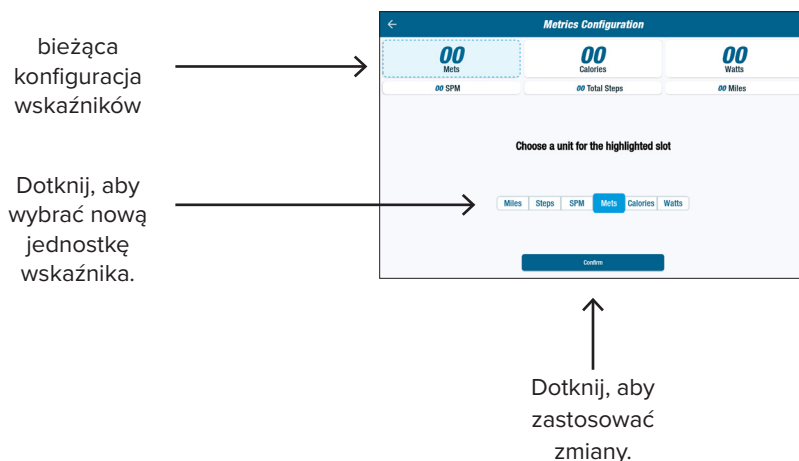 bieżąca
konfiguracja
wskaźników
Metrics Configuration
00 00 00
Mets Calories Watts
00 SPM 00 Total Steps 00 Miles
Choose a unit for the highlighted slot
Dotknij, aby
wybrać nową
jednostkę
wskaźnika.
Miles Steps SPM Mets Calories Watts
Confirm
Dotknij, aby
zastosować
zmiany.